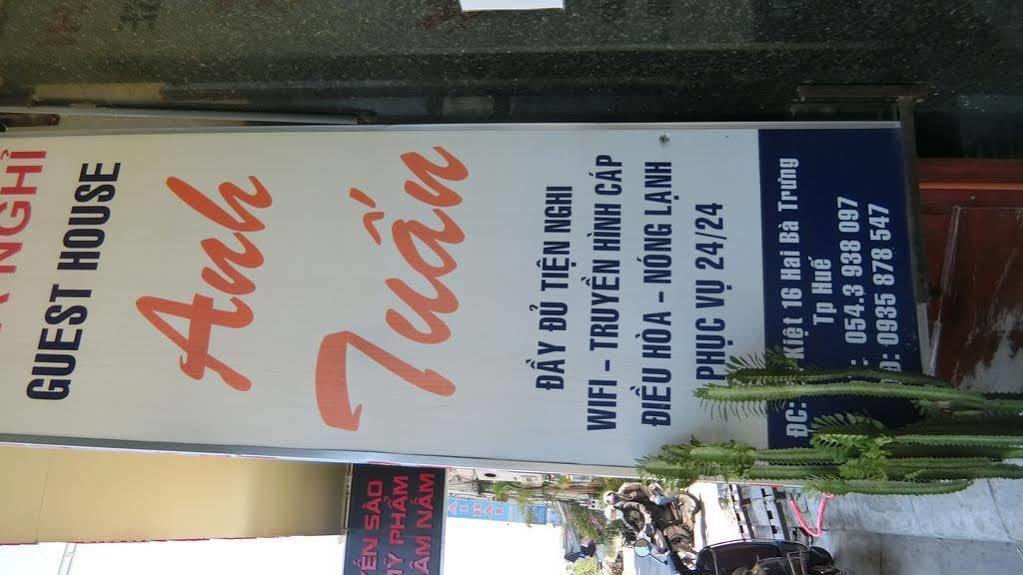 NGHỈ
GUEST HOUSE
Anh
Tuấn
ĐẦY ĐỦ TIỆN NGHI
WIFI – TRUYỀN HÌNH CÁP
ĐIỀU HÒA – NÓNG LẠNH
PHỤC VỤ 24/24
ĐC: Kiệt 16 Hai Bà Trưng
Tp Huế
054.3 938 097
0935 878 547
YẾN SÀO
MỸ PHẨM
SÂM NẤM